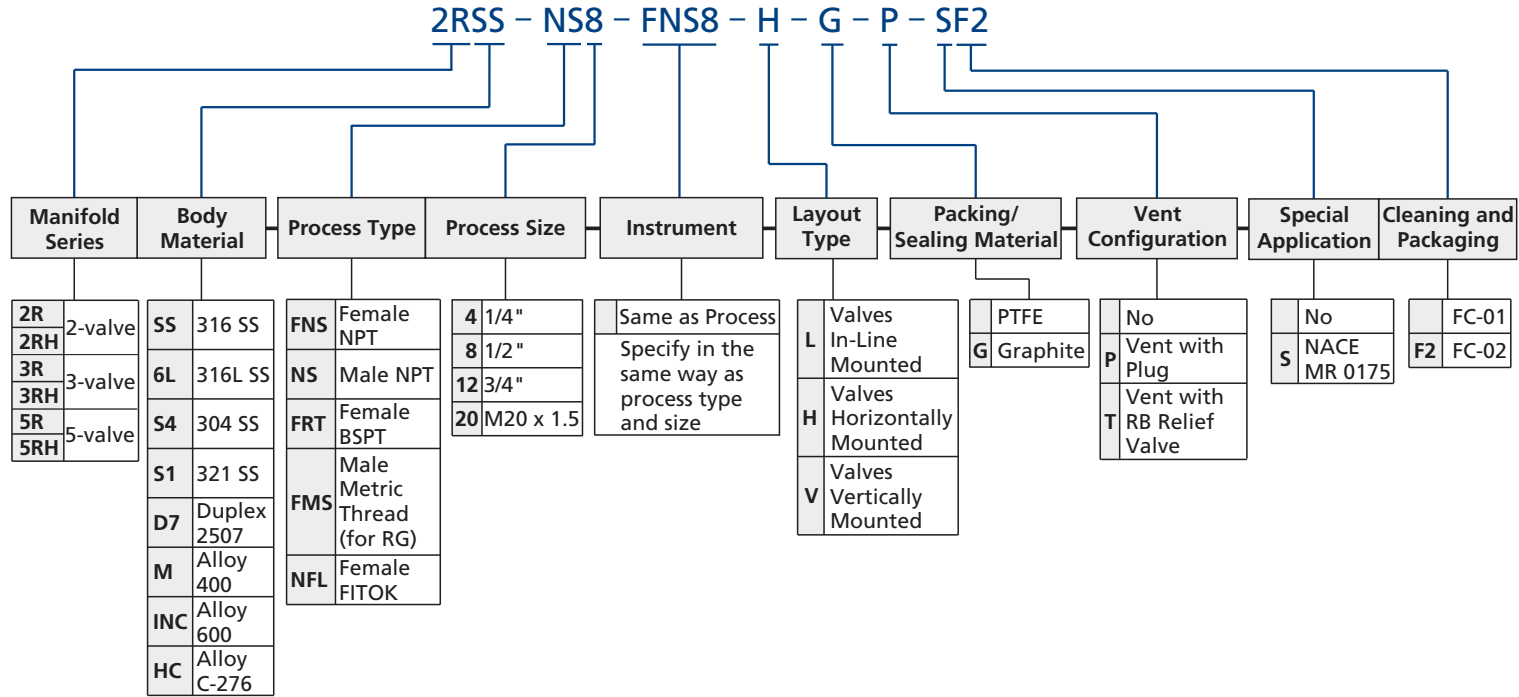 2RSS – NS8 – FNS8 – H – G – P – SF2
Manifold
Series
Body
Material
Process Type
Process Size
Instrument
Layout
Type
Packing/
Sealing Material
Vent
Configuration
Special
Application
Cleaning and
Packaging
2R
2RH
2-valve
3R
3RH
3-valve
5R
5RH
5-valve
SS 316 SS
6L 316L SS
S4 304 SS
S1 321 SS
D7 Duplex
2507
M Alloy
400
INC Alloy
600
HC Alloy
C-276
FNS Female
NPT
NS Male NPT
FRT Female
BSPT
FMS Male
Metric
Thread
(for RG)
NFL Female
FITOK
4 1/4"
8 1/2"
12 3/4"
20 M20 x 1.5
Same as Process
Specify in the
same way as
process type
and size
L Valves
In-Line
Mounted
H Valves
Horizontally
Mounted
V Valves
Vertically
Mounted
PTFE
G Graphite
No
P Vent with
Plug
T Vent with
RB Relief
Valve
No
S NACE
MR 0175
FC-01
F2 FC-02